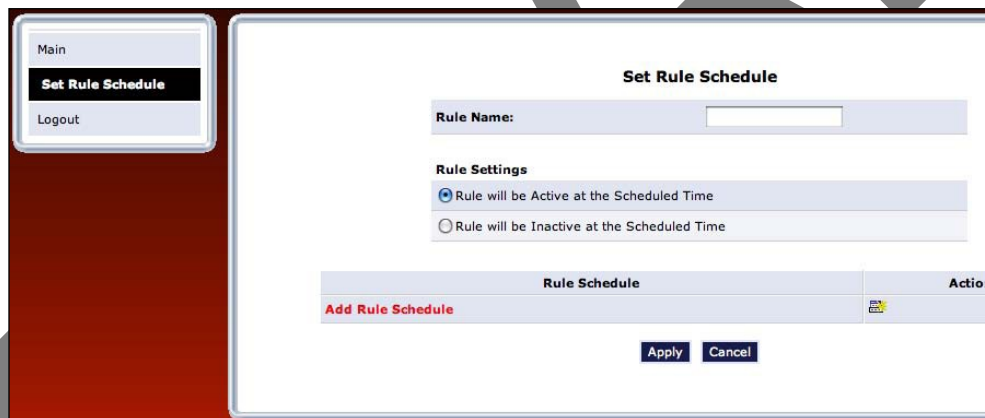 Main
Set Rule Schedule
Logout
Set Rule Schedule
Rule Name:
Rule Settings
Rule will be Active at the Scheduled Time
Rule will be Inactive at the Scheduled Time
Rule Schedule Actio
Add Rule Schedule
Apply Cancel